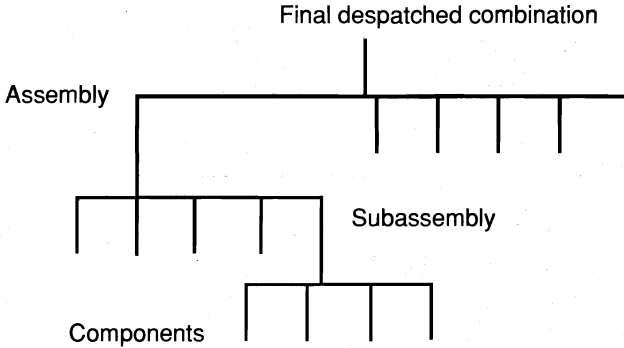 Final despatched combination
Assembly
Subassembly
Components